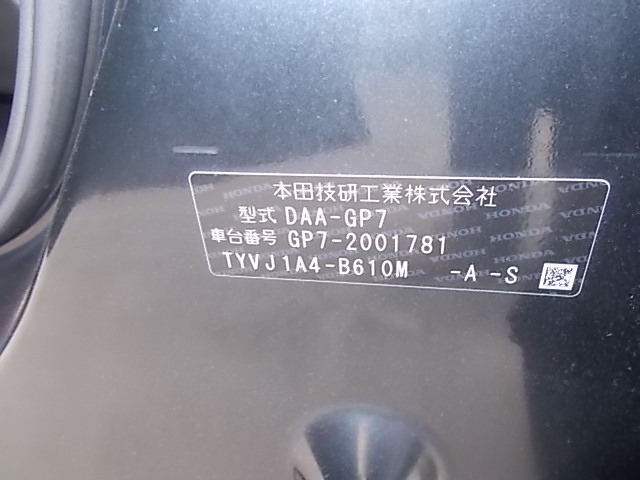 本田技研工業株式会社
型式 DAA-GP7
車台番号 GP7-2001781
TYVJ1A4-B610M -A -S